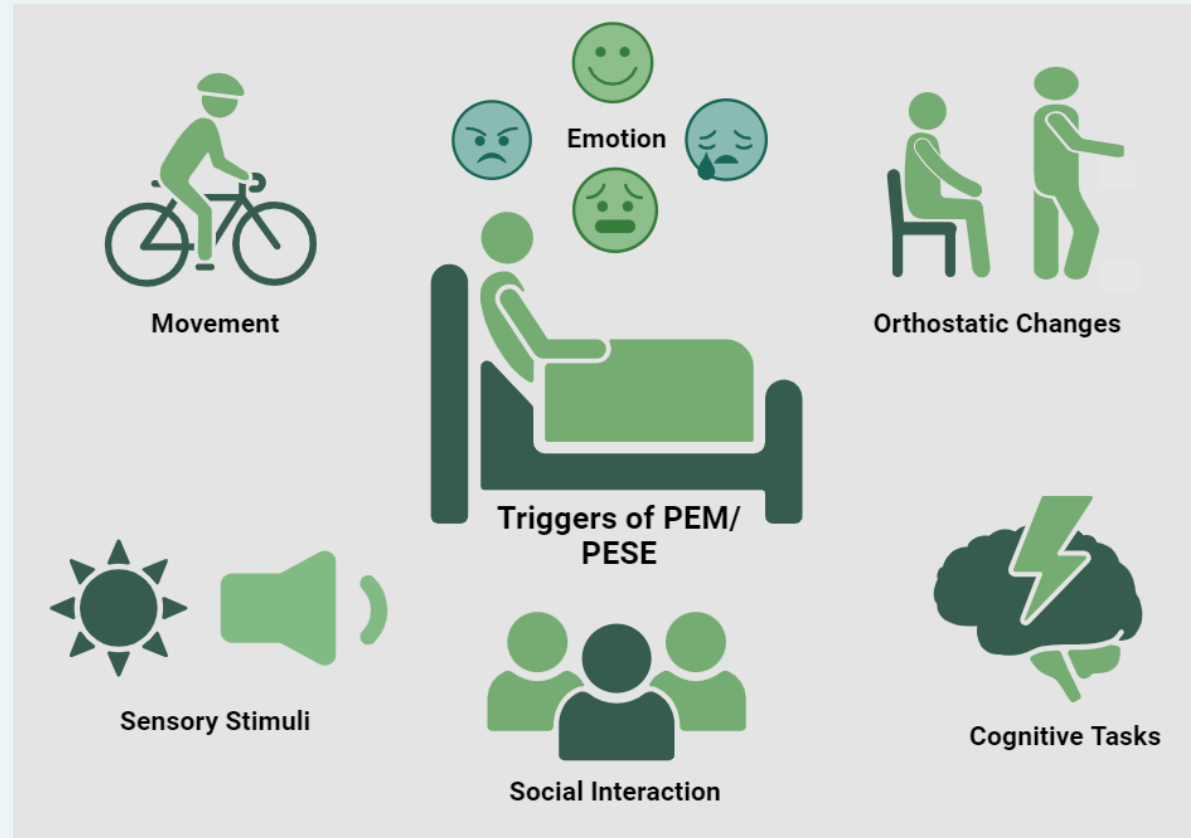 Emotion
Movement
Orthostatic Changes
Triggers of PEM/
PESE
Sensory Stimuli
Social Interaction
Cognitive Tasks